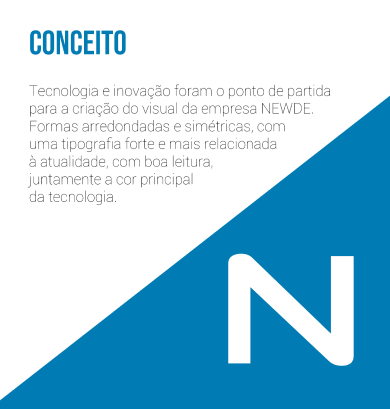 CONCEITO
Tecnologia e inovação foram o ponto de partida
para a criação do visual da empresa NEWDE.
Formas arredondadas e simétricas, com
uma tipografia forte e mais relacionada
à atualidade, com boa leitura,
juntamente a cor principal
da tecnologia.
N